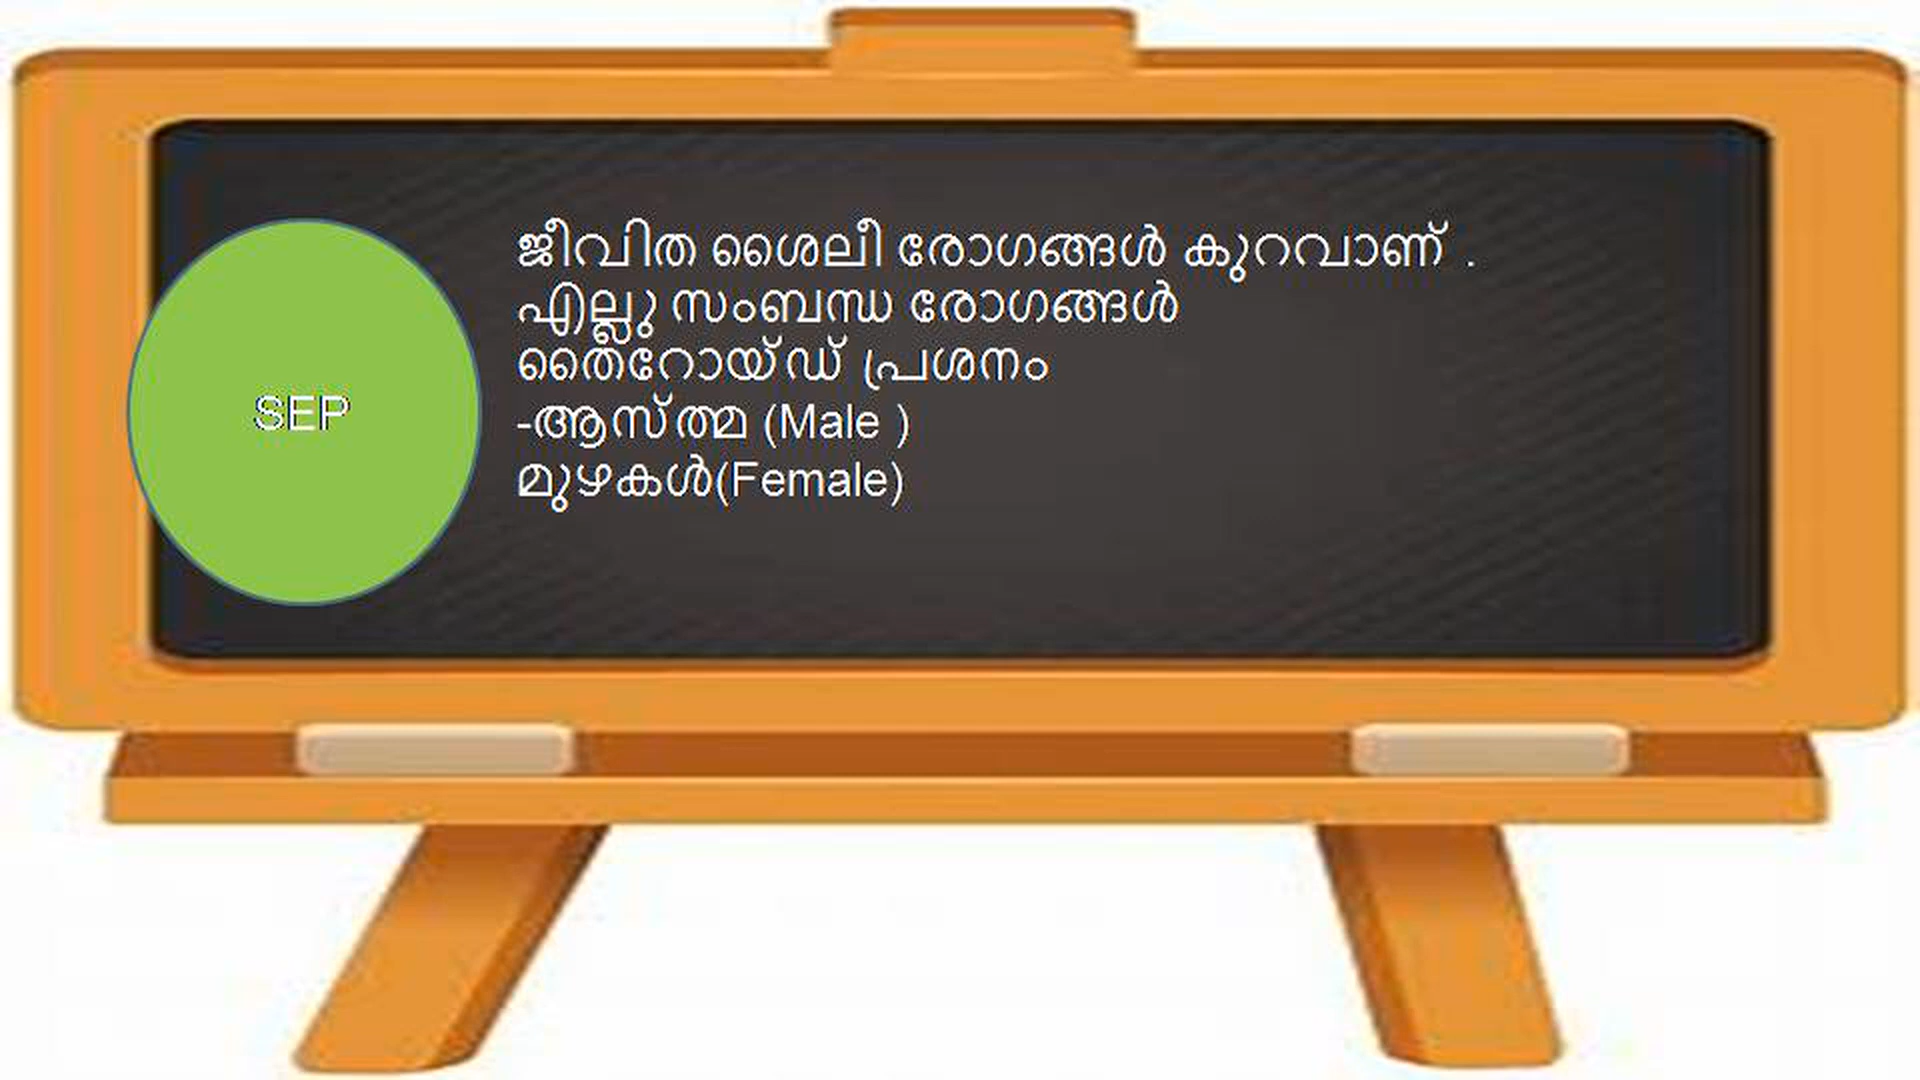 SEP
ജീവിത ശൈലീ രോഗങ്ങൾ കുറവാണ് .
എല്ലു സംബന്ധ രോഗങ്ങൾ
തൈറോയ്ഡ് പ്രശനം
-ആസ്ത്മ (Male )
മുഴകൾ(Female)